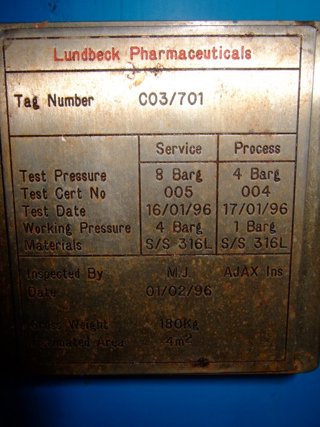 Lundbeck Pharmaceuticals
Tag Number C03/701
Service Process
Test Pressure 8 Barg 4 Barg
Test Cert No 005 004
Test Date 16/01/96 17/01/96
Working Pressure 4 Barg 1 Barg
Materials S/S 316L S/S 316L
Inspected By M.J. AJAX Ins
Date 01/02/96
Gross Weight 180Kg
Area 4m²